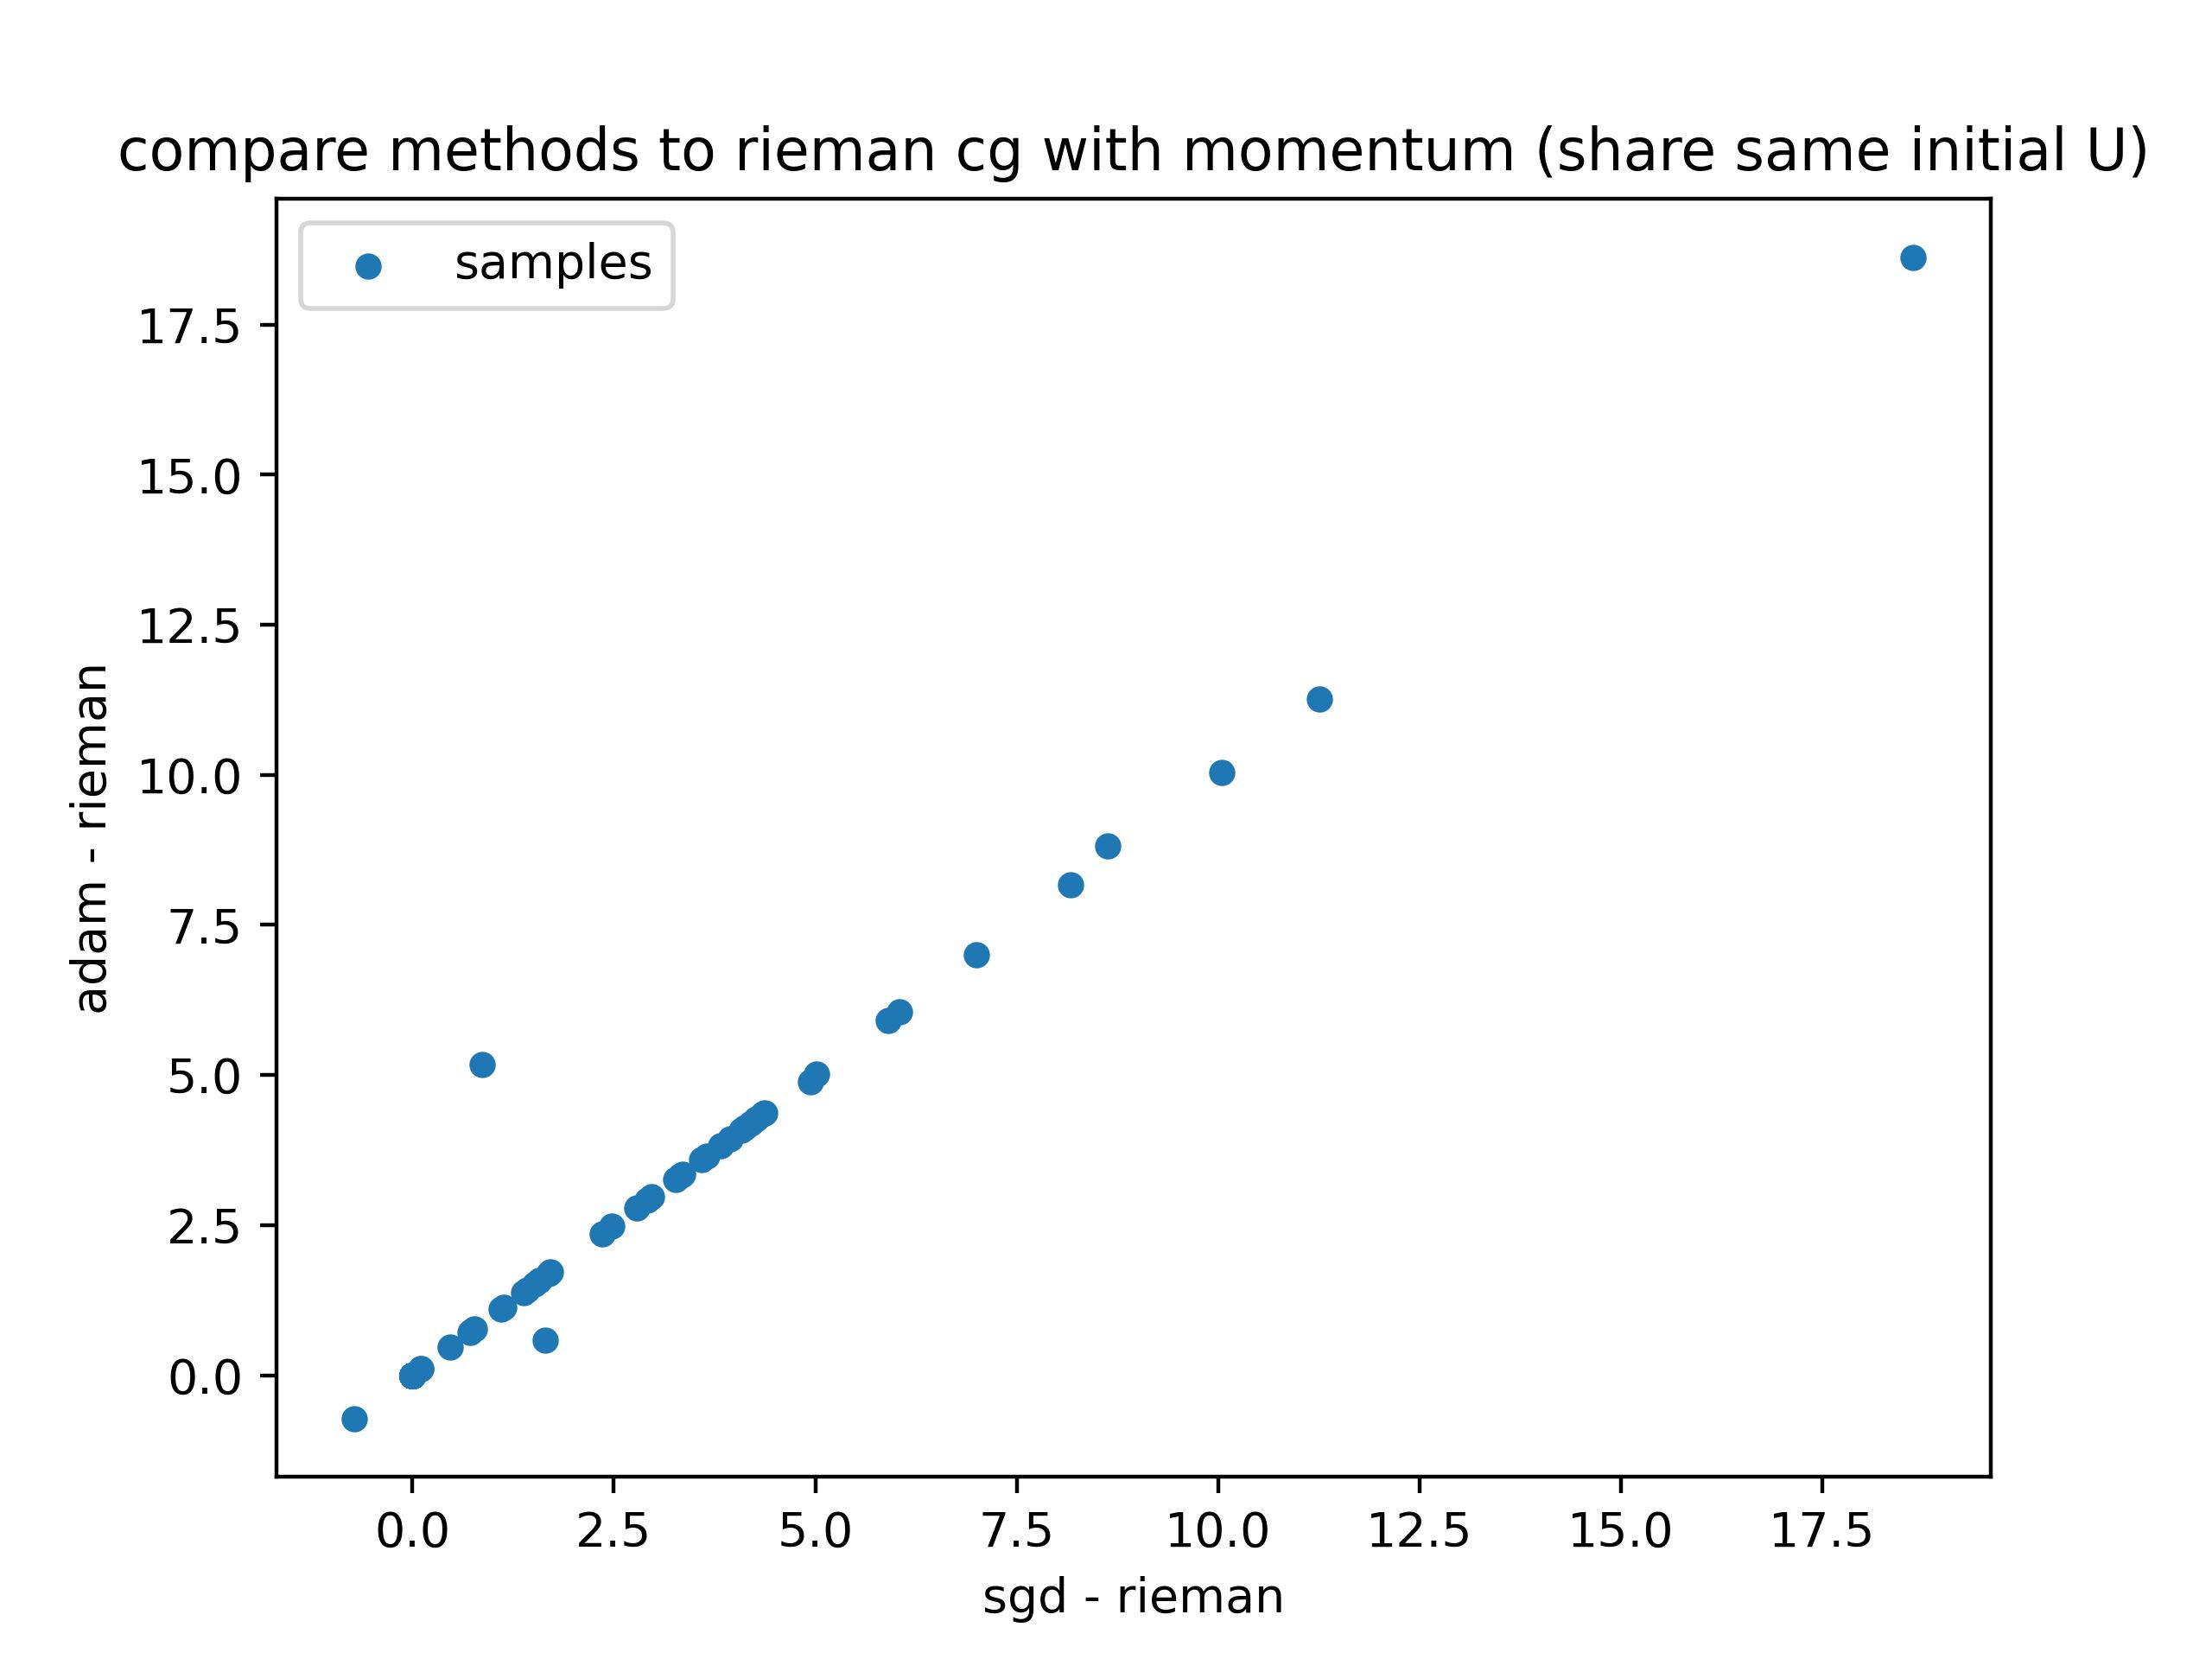 compare methods to rieman cg with momentum (share same initial U)
samples
17.5
15.0
12.5
10.0
7.5
5.0
2.5
0.0
adam - rieman
0.0 2.5 5.0 7.5 10.0 12.5 15.0 17.5
sgd - rieman